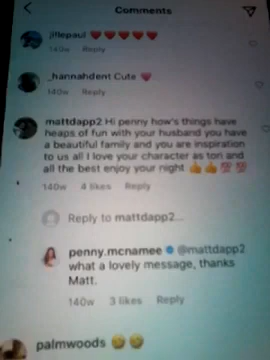 Comments
jillepaul ❤️❤️❤️❤️❤️
140w Reply
_hannahdent Cute 💗
140w Reply
mattdapp2 Hi penny how's things have
heaps of fun with your husband you have
a beautiful family and you are inspiration
to us all I love your character as tori and
all the best enjoy your night 👍👍💯💯
140w 4 likes Reply
Reply to mattdapp2...
penny.mcnamee @mattdapp2
what a lovely message, thanks
Matt.
140w 3 likes Reply
palmwoods 🤣🤣